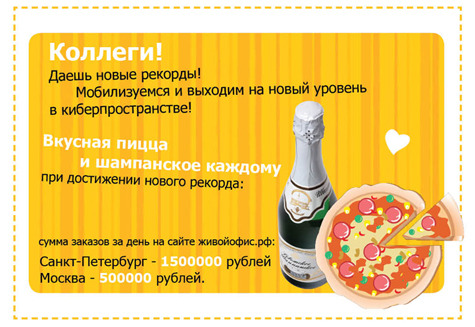 Коллеги!
Даешь новые рекорды!
Мобилизуемся и выходим на новый уровень
в киберпространстве!
Вкусная пицца
и шампанское каждому
при достижении нового рекорда:
сумма заказов за день на сайте живойофис.рф:
Санкт-Петербург - 1500000 рублей
Москва - 500000 рублей.